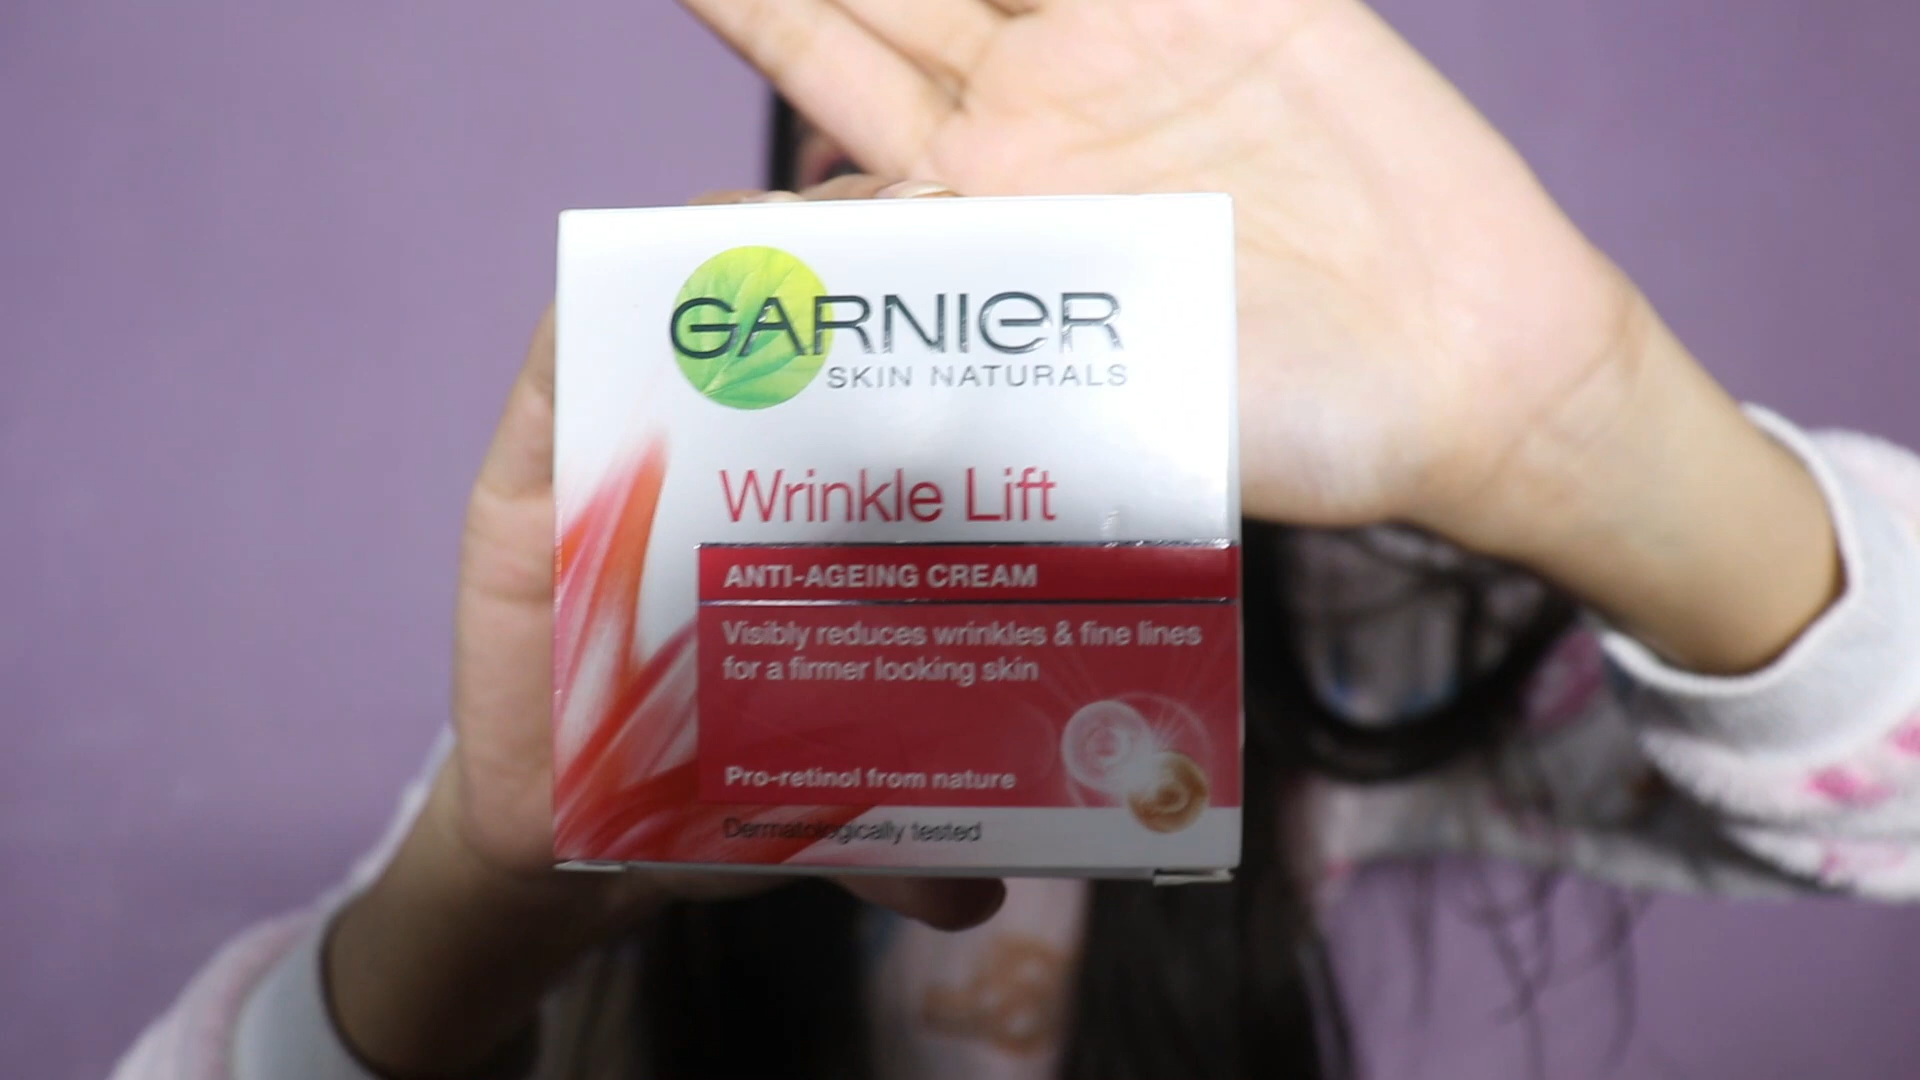 GARNIER
SKIN NATURALS
Wrinkle Lift
ANTI-AGEING CREAM
Visibly reduces wrinkles & fine lines
for a firmer looking skin
Pro-retinol from nature
Dermatologically tested